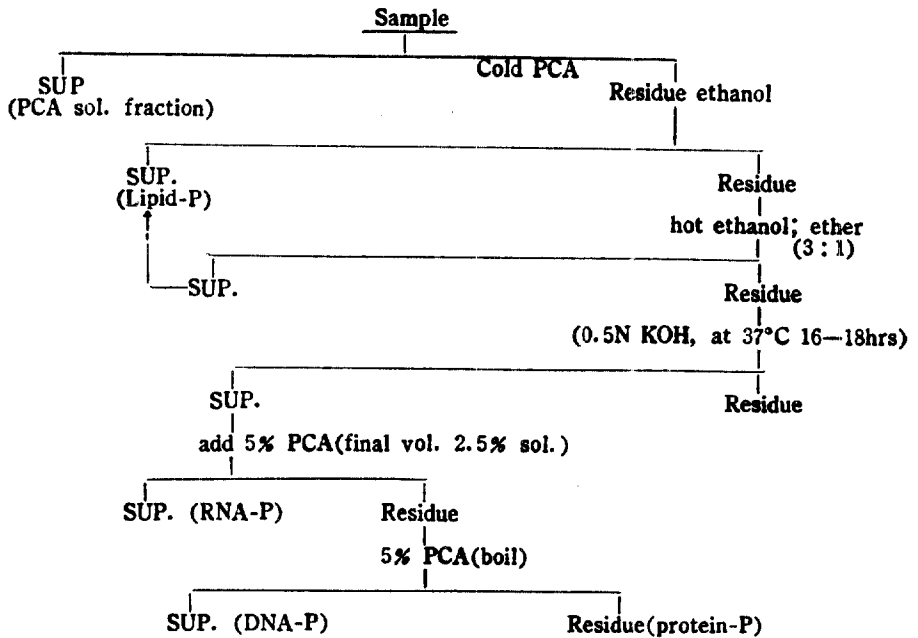 Sample
Cold PCA
SUP
(PCA sol. fraction)
Residue ethanol
SUP.
(Lipid-P)
Residue
hot ethanol; ether
(3 : 1)
SUP.
Residue
(0.5N KOH, at 37°C 16—18hrs)
SUP.
Residue
add 5% PCA(final vol. 2.5% sol.)
SUP. (RNA-P)
Residue
5% PCA(boil)
SUP. (DNA-P)
Residue(protein-P)